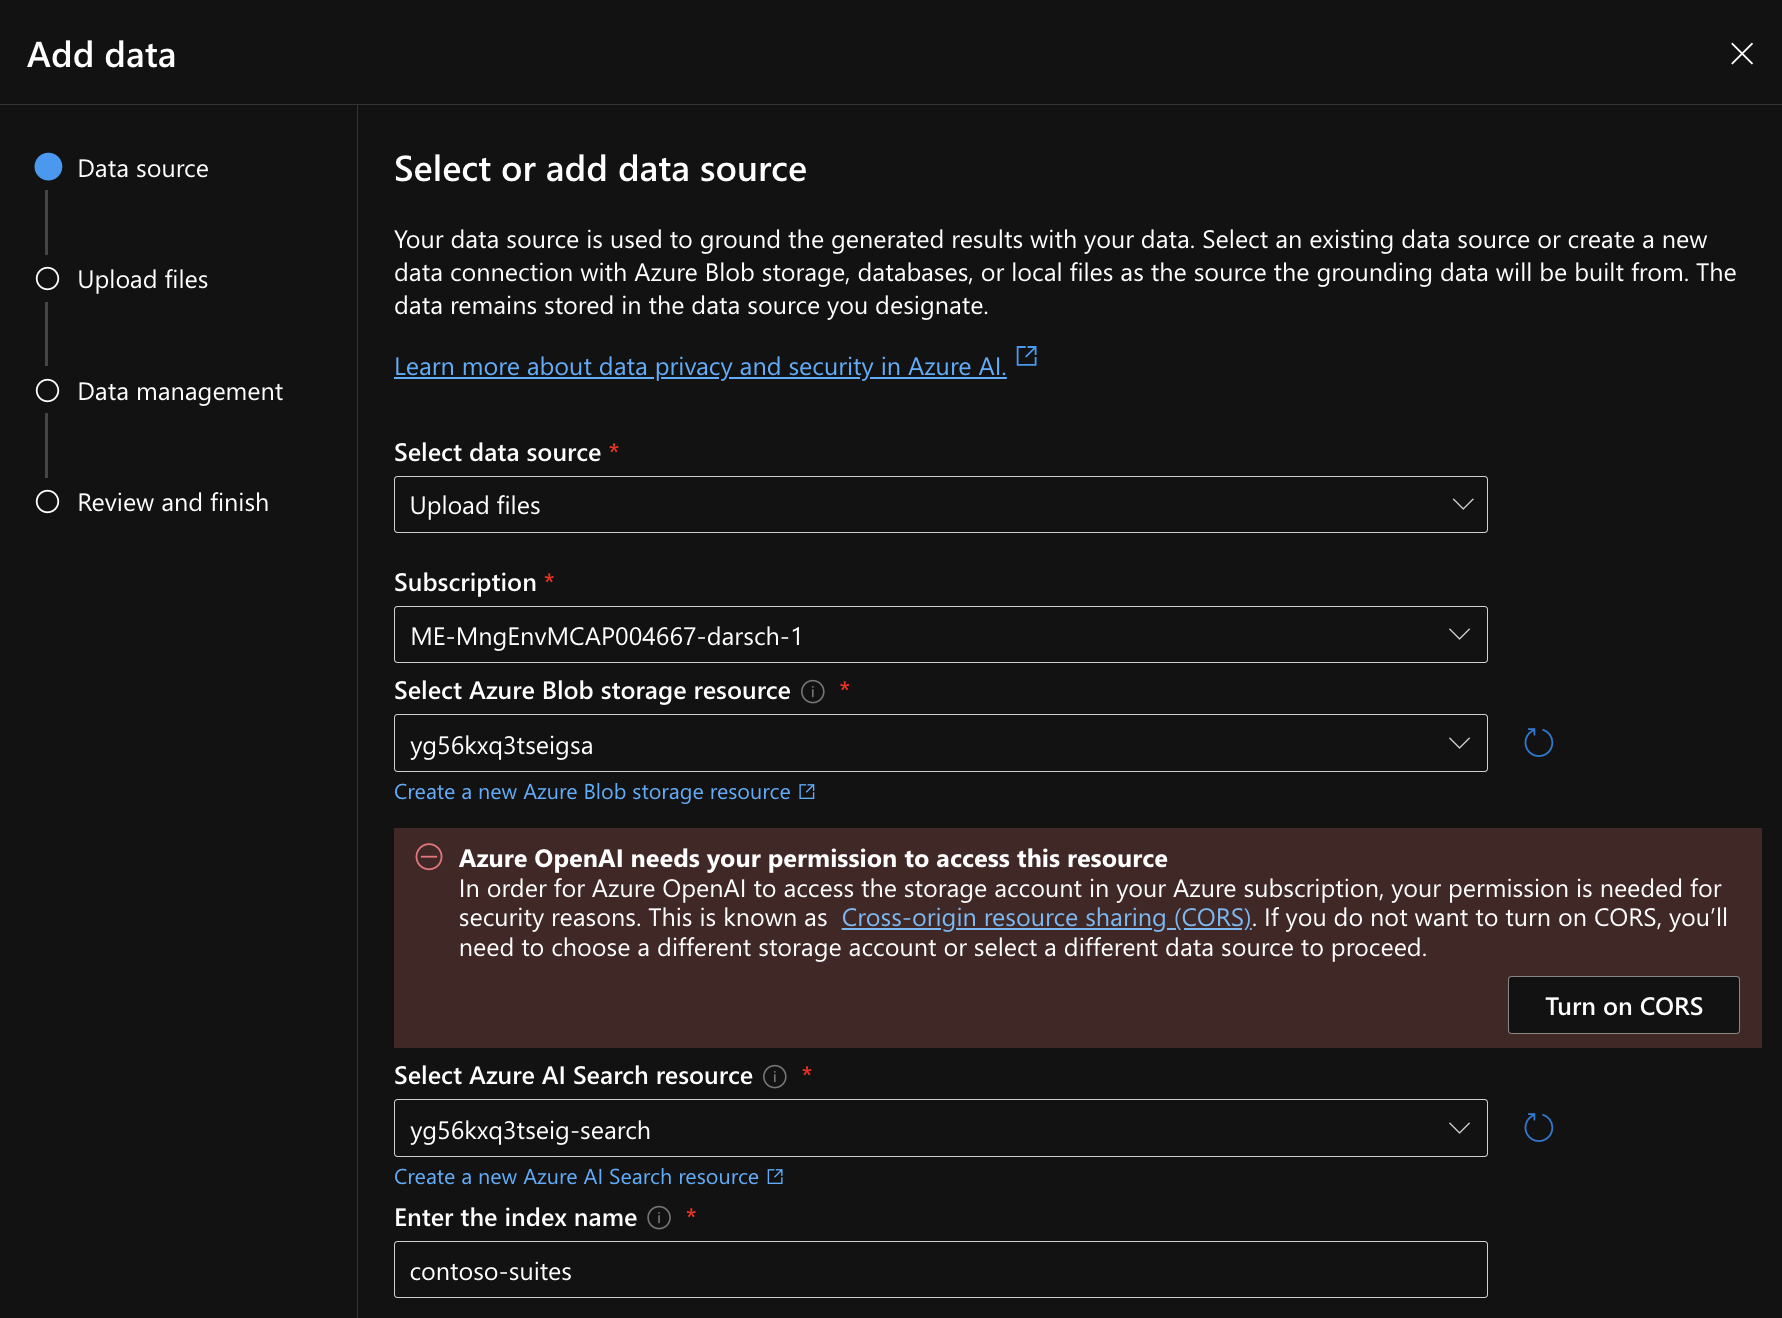 Add data
Data source
Upload files
Data management
Review and finish
Select or add data source
Your data source is used to ground the generated results with your data. Select an existing data source or create a new
data connection with Azure Blob storage, databases, or local files as the source the grounding data will be built from. The
data remains stored in the data source you designate.
Learn more about data privacy and security in Azure AI.
Select data source *
Upload files
Subscription *
ME-MngEnvMCAP004667-darsch-1
Select Azure Blob storage resource *
yg56kxq3tseigsa
Create a new Azure Blob storage resource
Azure OpenAI needs your permission to access this resource
In order for Azure OpenAI to access the storage account in your Azure subscription, your permission is needed for
security reasons. This is known as Cross-origin resource sharing (CORS). If you do not want to turn on CORS, you’ll
need to choose a different storage account or select a different data source to proceed.
Turn on CORS
Select Azure AI Search resource *
yg56kxq3tseig-search
Create a new Azure AI Search resource
Enter the index name *
contoso-suites